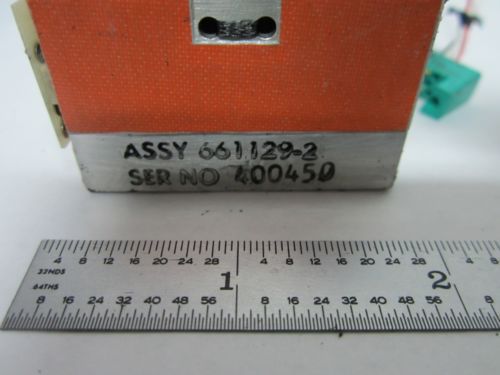 ASSY 661129-2
SER NO 400450
4 8 12 16 20 24 28 4 8 12 16 20 24 28 4
32NDS
1 2
64THS
8 16 24 32 40 48 56 8 16 24 32 40 48 56 8